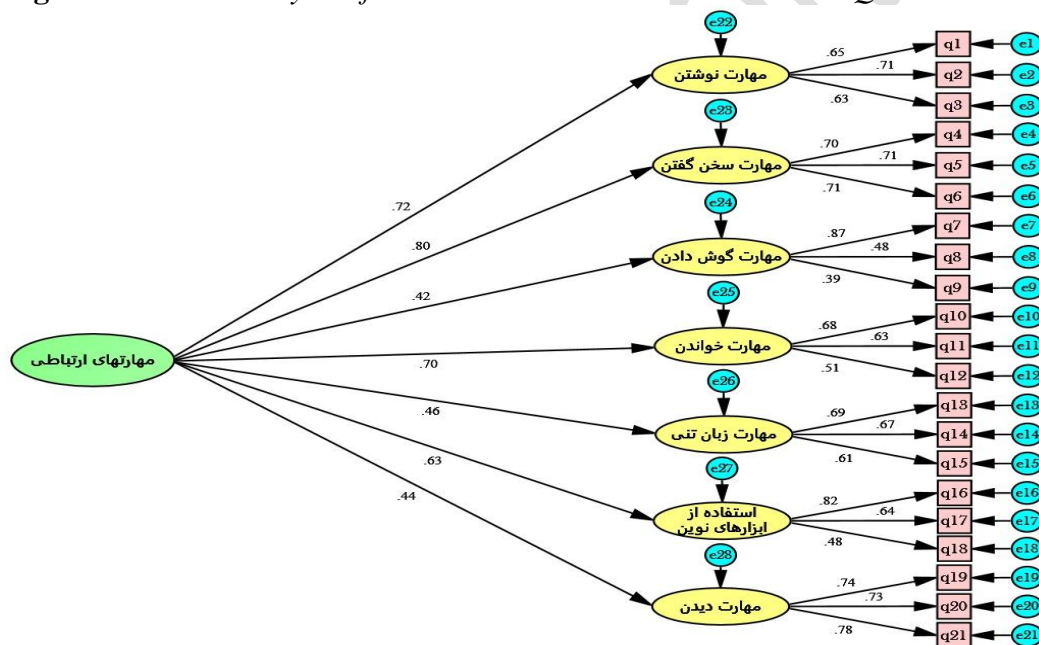 e22
.65
q1
e1
مهارت نوشتن
.71
q2
e2
.63
q3
e3
e23
.70
q4
e4
مهارت سخن گفتن
.71
q5
e5
.71
q6
e6
e24
.72
.87
q7
e7
.80
مهارت گوش دادن
.48
q8
e8
.39
q9
e9
.42
e25
.68
q10
e10
مهارتهای ارتباطی
.70
مهارت خواندن
.63
q11
e11
.51
q12
e12
e26
.46
.69
q13
e13
مهارت زبان تنی
.67
q14
e14
.61
q15
e15
.63
e27
.44
.82
q16
e16
استفاده از
ابزارهای نوین
.64
q17
e17
.48
q18
e18
e28
.74
q19
e19
مهارت دیدن
.73
q20
e20
.78
q21
e21